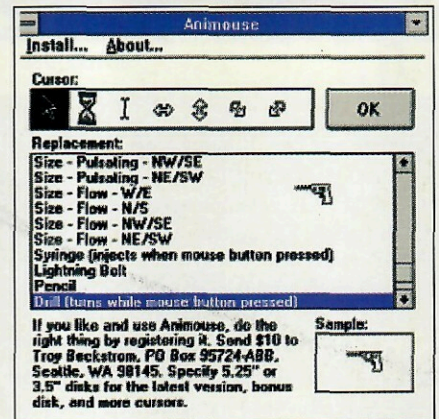 Animouse
Install... About...
Cursor:
OK
Replacement:
Size - Pulsating - NW/SE
Size - Pulsating - NE/SW
Size - Flow - W/E
Size - Flow - N/S
Size - Flow - NW/SE
Size - Flow - NE/SW
Syringe (injects when mouse button pressed)
Lightning Bolt
Pencil
Drill (turns while mouse button pressed)
If you like and use Animouse, do the
right thing by registering it. Send $10 to
Troy Beckstrom, PO Box 95724-ABB,
Seattle, WA 98145. Specify 5.25" or
3.5" disks for the latest version, bonus
disk, and more cursors.
Sample: